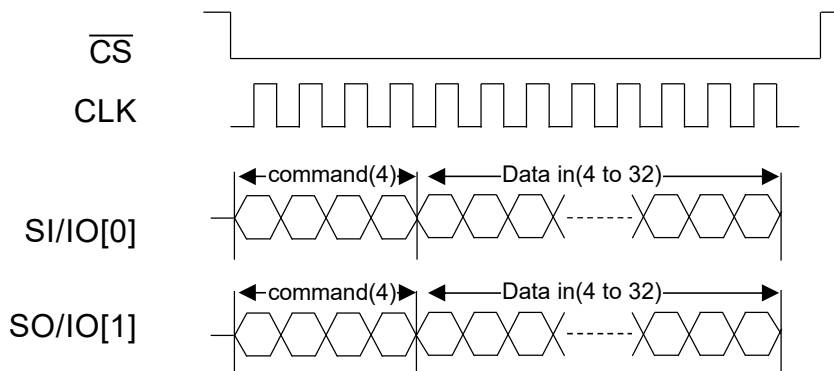 CS
CLK
command(4)
Data in(4 to 32)
SI/IO[0]
command(4)
Data in(4 to 32)
SO/IO[1]